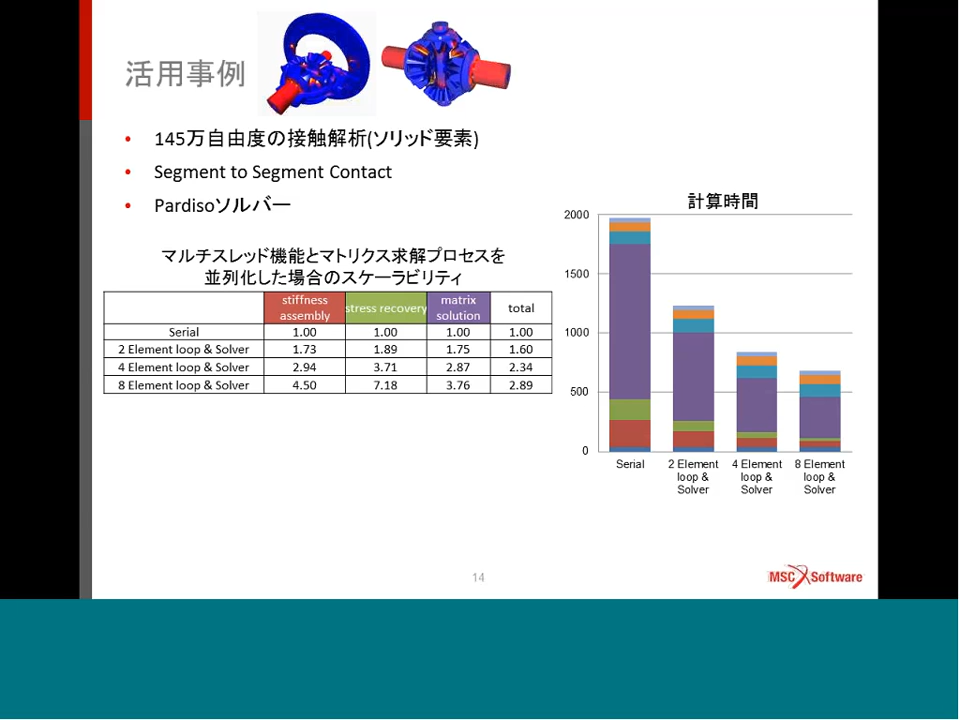 活用事例
• 145万自由度の接触解析(ソリッド要素)
• Segment to Segment Contact
• Pardisoソルバー
マルチスレッド機能とマトリクス求解プロセスを
並列化した場合のスケーラビリティ
stiffness assembly stress recovery matrix solution total
Serial 1.00 1.00 1.00 1.00
2 Element loop & Solver 1.73 1.89 1.75 1.60
4 Element loop & Solver 2.94 3.71 2.87 2.34
8 Element loop & Solver 4.50 7.18 3.76 2.89
計算時間
2000
1500
1000
500
0
Serial
2 Element loop & Solver
4 Element loop & Solver
8 Element loop & Solver
14
MSC Software